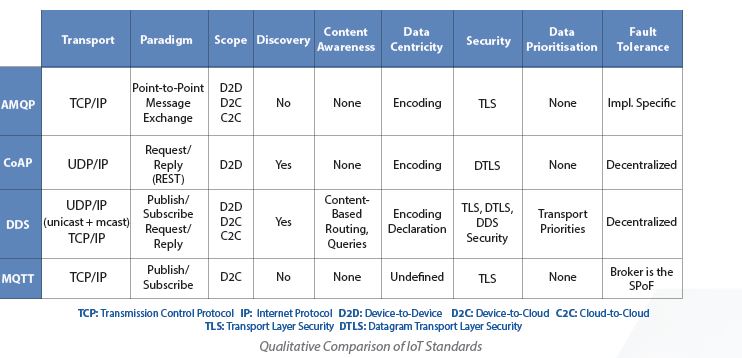 Transport Paradigm Scope Discovery Content Awareness Data Centricity Security Data Prioritisation Fault Tolerance
AMQP TCP/IP Point-to-Point Message Exchange D2D D2C C2C No None Encoding TLS None Impl. Specific
CoAP UDP/IP Request/ Reply (REST) D2D Yes None Encoding DTLS None Decentralized
DDS UDP/IP (unicast + mcast) TCP/IP Publish/ Subscribe Request/ Reply D2D D2C C2C Yes Content- Based Routing, Queries Encoding Declaration TLS, DTLS, DDS Security Transport Priorities Decentralized
MQTT TCP/IP Publish/ Subscribe D2C No None Undefined TLS None Broker is the SPoF
TCP: Transmission Control Protocol IP: Internet Protocol D2D: Device-to-Device D2C: Device-to-Cloud C2C: Cloud-to-Cloud
TLS: Transport Layer Security DTLS: Datagram Transport Layer Security
Qualitative Comparison of IoT Standards